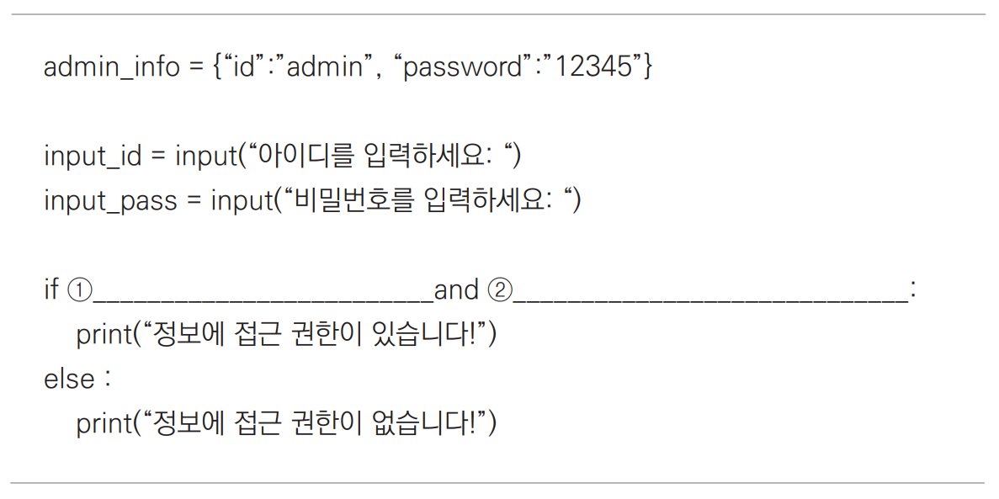 admin_info = {“id”:”admin”, “password”:”12345”}
input_id = input(“아이디를 입력하세요: “)
input_pass = input(“비밀번호를 입력하세요: “)
if ①_________________________and ②_____________________________:
print(“정보에 접근 권한이 있습니다!”)
else :
print(“정보에 접근 권한이 없습니다!”)